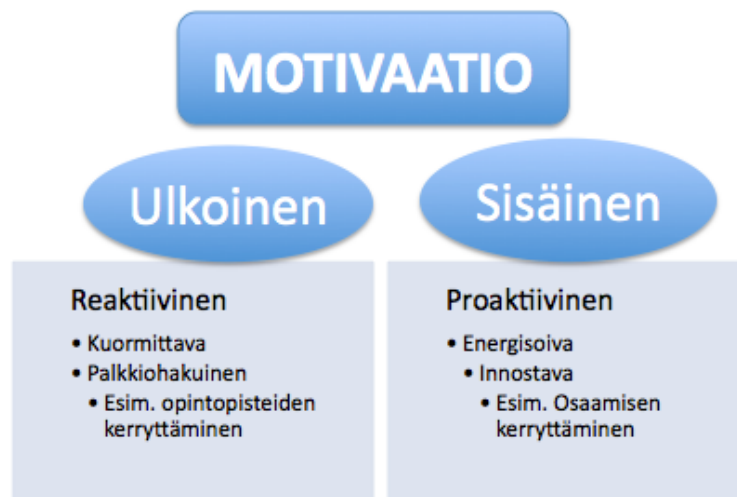 MOTIVAATIO
Ulkoinen
Reaktiivinen
• Kuormittava
• Palkkiohakuinen
• Esim. opintopisteiden
kerryttäminen
Sisäinen
Proaktiivinen
• Energisoiva
• Innostava
• Esim. Osaamisen
kerryttäminen